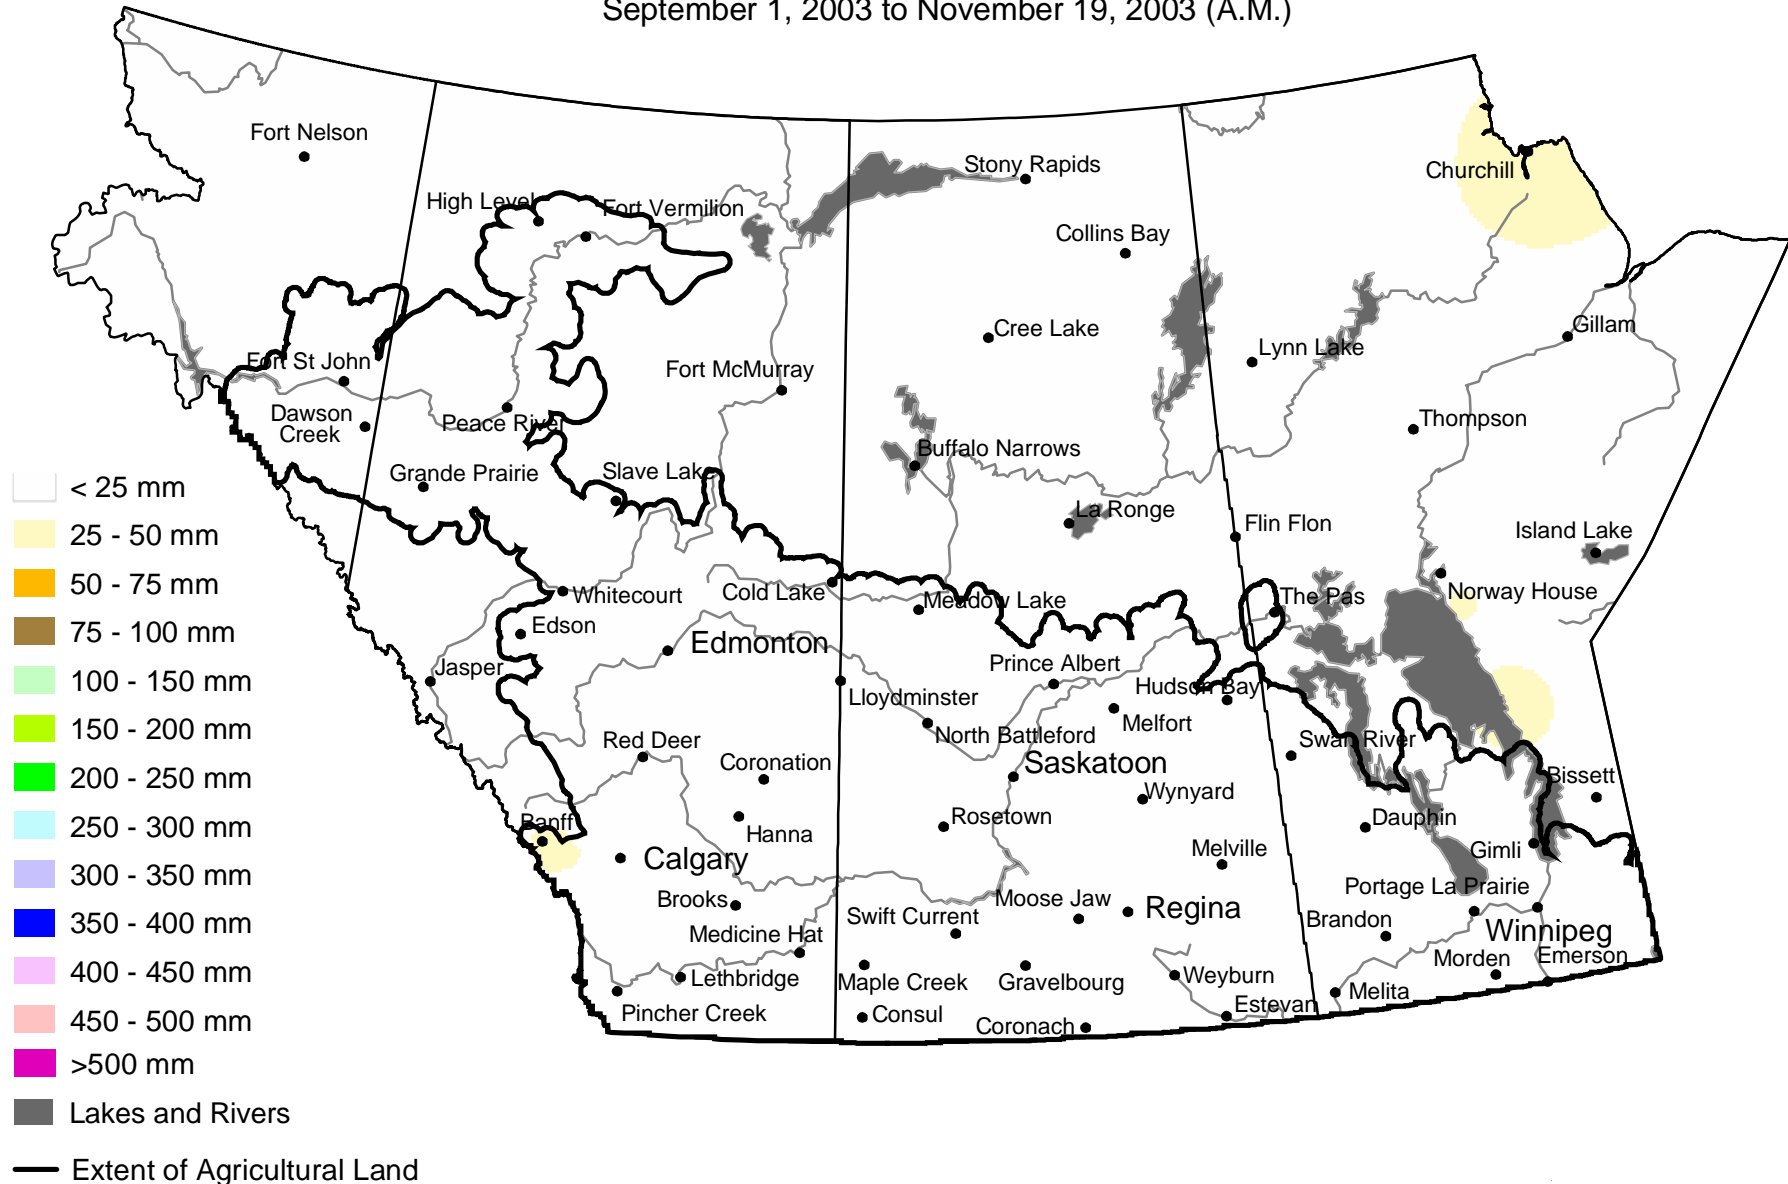 September 1, 2003 to November 19, 2003 (A.M.)
Fort Nelson
Stony Rapids
Churchill
High Level
Fort Vermilion
Collins Bay
Cree Lake
Gillam
Lynn Lake
Fort St John
Fort McMurray
Dawson
Creek
Peace River
Thompson
Buffalo Narrows
Grande Prairie
Slave Lake
La Ronge
Flin Flon
Island Lake
Whitecourt
Cold Lake
Meadow Lake
The Pas
Norway House
Edson
Edmonton
Jasper
Prince Albert
Lloydminster
Hudson Bay
Melfort
North Battleford
Red Deer
Coronation
Saskatoon
Swan River
Bissett
Wynyard
Banff
Hanna
Rosetown
Dauphin
Calgary
Melville
Gimli
Brooks
Moose Jaw
Portage La Prairie
Swift Current
Regina
Brandon
Winnipeg
Medicine Hat
Lethbridge
Maple Creek
Gravelbourg
Weyburn
Morden
Emerson
Pincher Creek
Consul
Coronach
Estevan
Melita
< 25 mm
25 - 50 mm
50 - 75 mm
75 - 100 mm
100 - 150 mm
150 - 200 mm
200 - 250 mm
250 - 300 mm
300 - 350 mm
350 - 400 mm
400 - 450 mm
450 - 500 mm
>500 mm
Lakes and Rivers
Extent of Agricultural Land